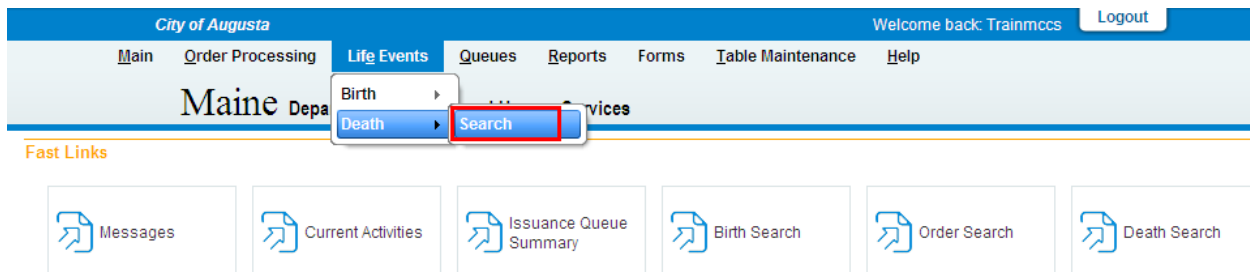 City of Augusta Welcome back: Trainmccs Logout
Main Order Processing Life Events Queues Reports Forms Table Maintenance Help
Birth
Maine
Death Search
Fast Links
Messages Current Activities Issuance Queue Summary Birth Search Order Search Death Search